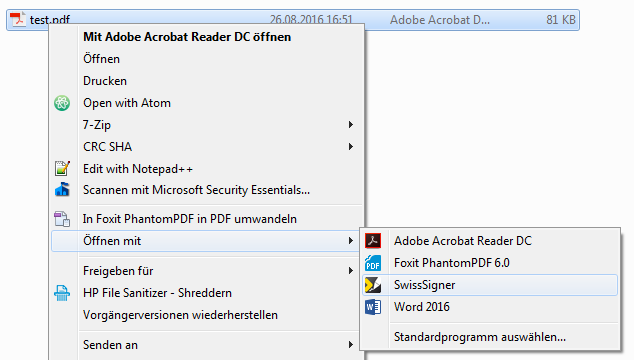 test.pdf 26.08.2016 16:51 Adobe Acrobat D... 81 KB
Mit Adobe Acrobat Reader DC öffnen
Öffnen
Drucken
Open with Atom
7-Zip
CRC SHA
Edit with Notepad++
Scannen mit Microsoft Security Essentials...
In Foxit PhantomPDF in PDF umwandeln
Öffnen mit
Freigeben für
HP File Sanitizer - Shreddern
Vorgängerversionen wiederherstellen
Senden an
Adobe Acrobat Reader DC
PDF Foxit PhantomPDF 6.0
SwissSigner
Word 2016
Standardprogramm auswählen...